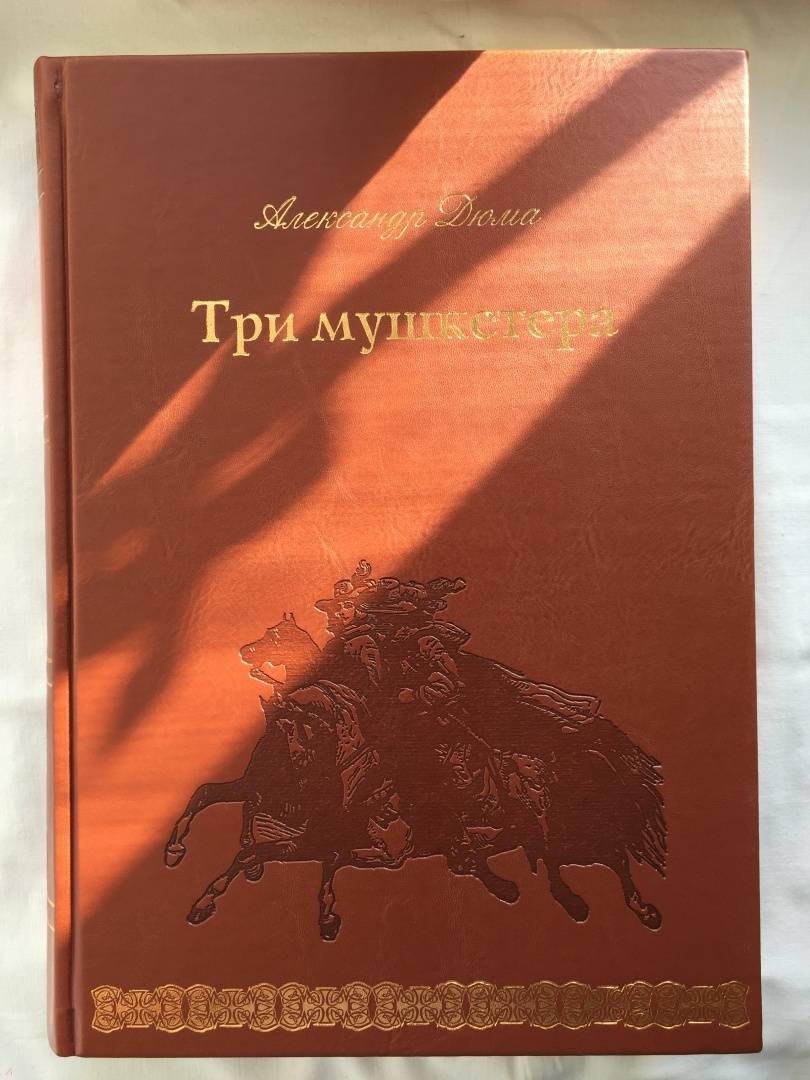 Александр Дюма
Три мушкетера